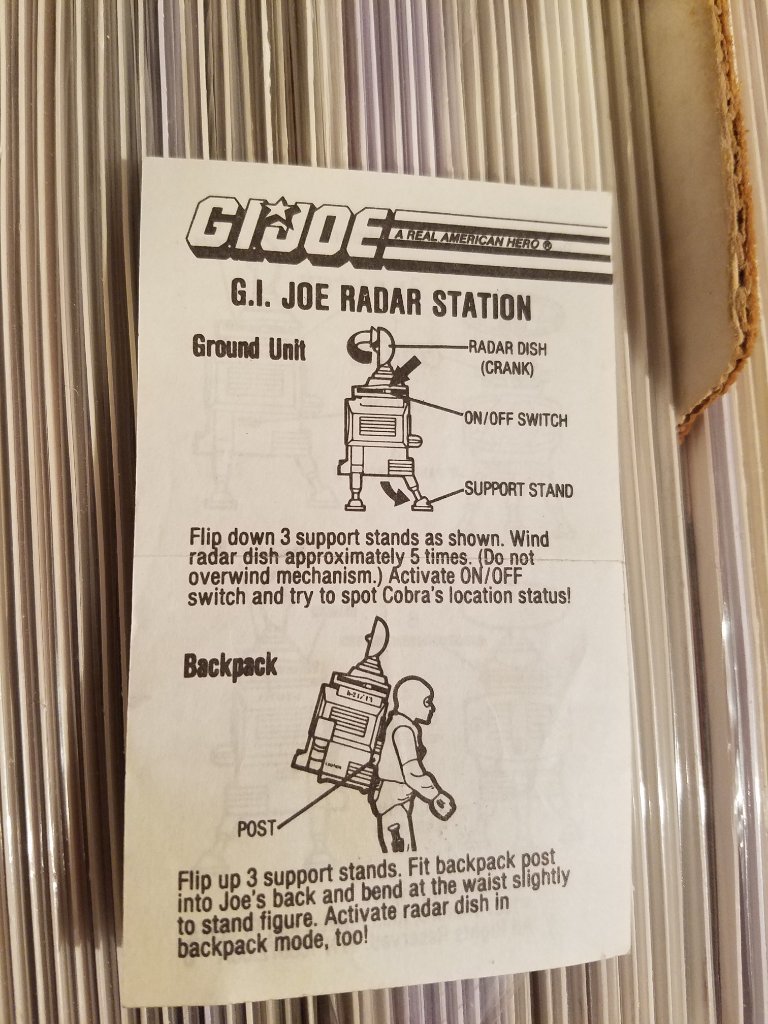 GI JOE
A REAL AMERICAN HERO ®
G.I. JOE RADAR STATION
Ground Unit
RADAR DISH
(CRANK)
ON/OFF SWITCH
SUPPORT STAND
Flip down 3 support stands as shown. Wind
radar dish approximately 5 times. (Do not
overwind mechanism.) Activate ON/OFF
switch and try to spot Cobra's location status!
Backpack
POST
Flip up 3 support stands. Fit backpack post
into Joe's back and bend at the waist slightly
to stand figure. Activate radar dish in
backpack mode, too!